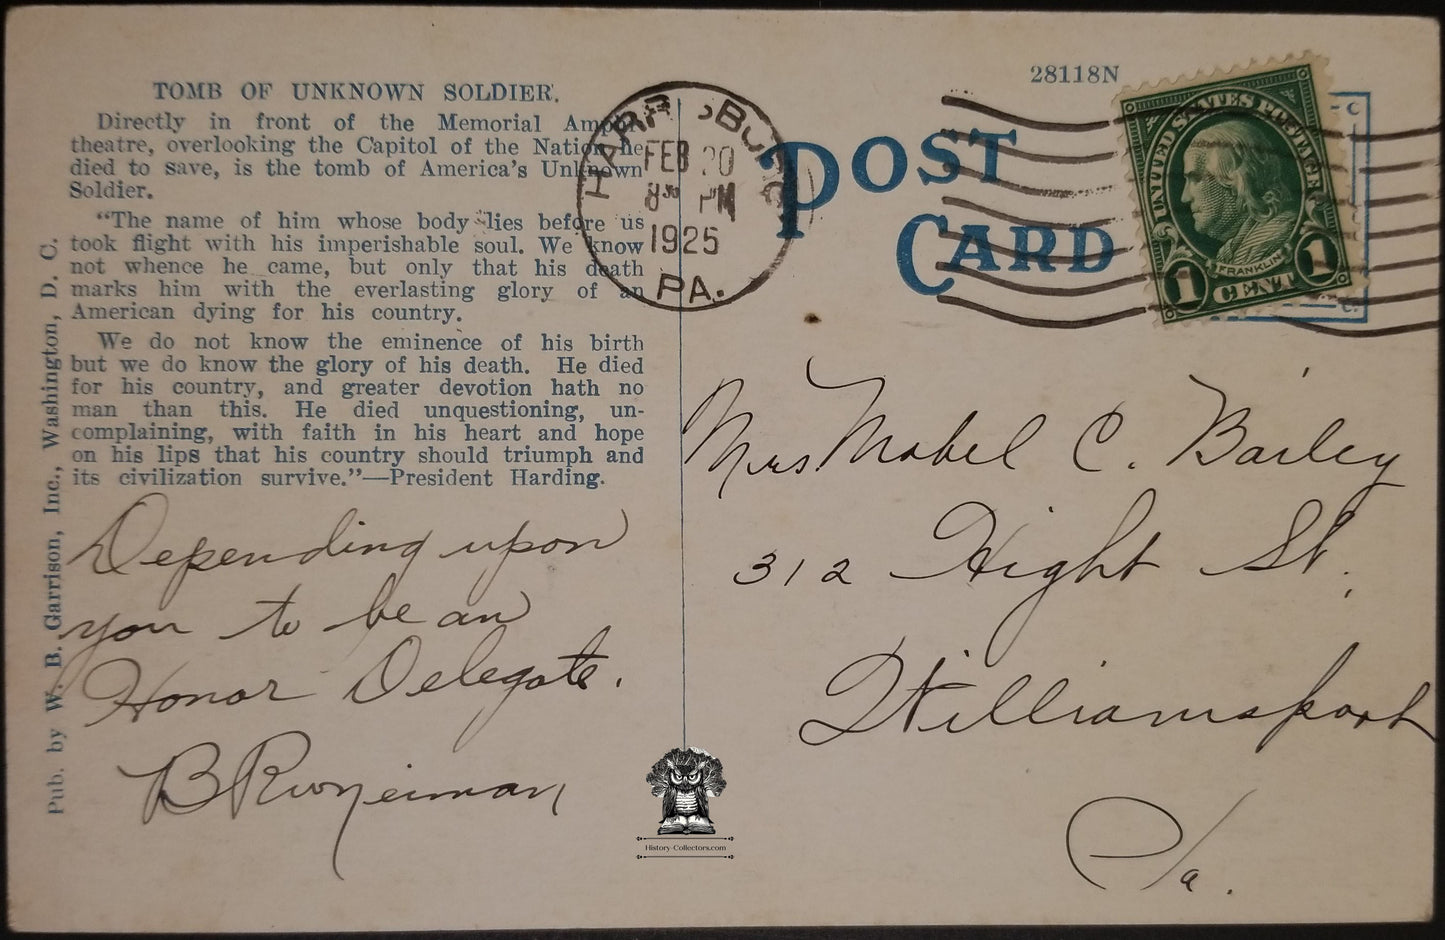 TOMB OF UNKNOWN SOLDIER.
Directly in front of the Memorial Amphi-
theatre, overlooking the Capitol of the Nation he
died to save, is the tomb of America's Unknown
Soldier.
"The name of him whose body lies before us
took flight with his imperishable soul. We know
not whence he came, but only that his death
marks him with the everlasting glory of an
American dying for his country.
We do not know the eminence of his birth
but we do know the glory of his death. He died
for his country, and greater devotion hath no
man than this. He died unquestioning, un-
complaining, with faith in his heart and hope
on his lips that his country should triumph and
its civilization survive."—President Harding.
Pub. by W. B. Garrison, Inc., Washington, D. C.
Depending upon
you to be an
Honor Delegate.
HARRISBURG
FEB 20
8 30 PM
1925
PA.
POST
CARD
28118N
UNITED STATES POSTAGE
FRANKLIN
1 CENT 1
Mrs Mabel C. Bailey
312 Hight St.
Williamsport
Pa.
History-Collectors.com